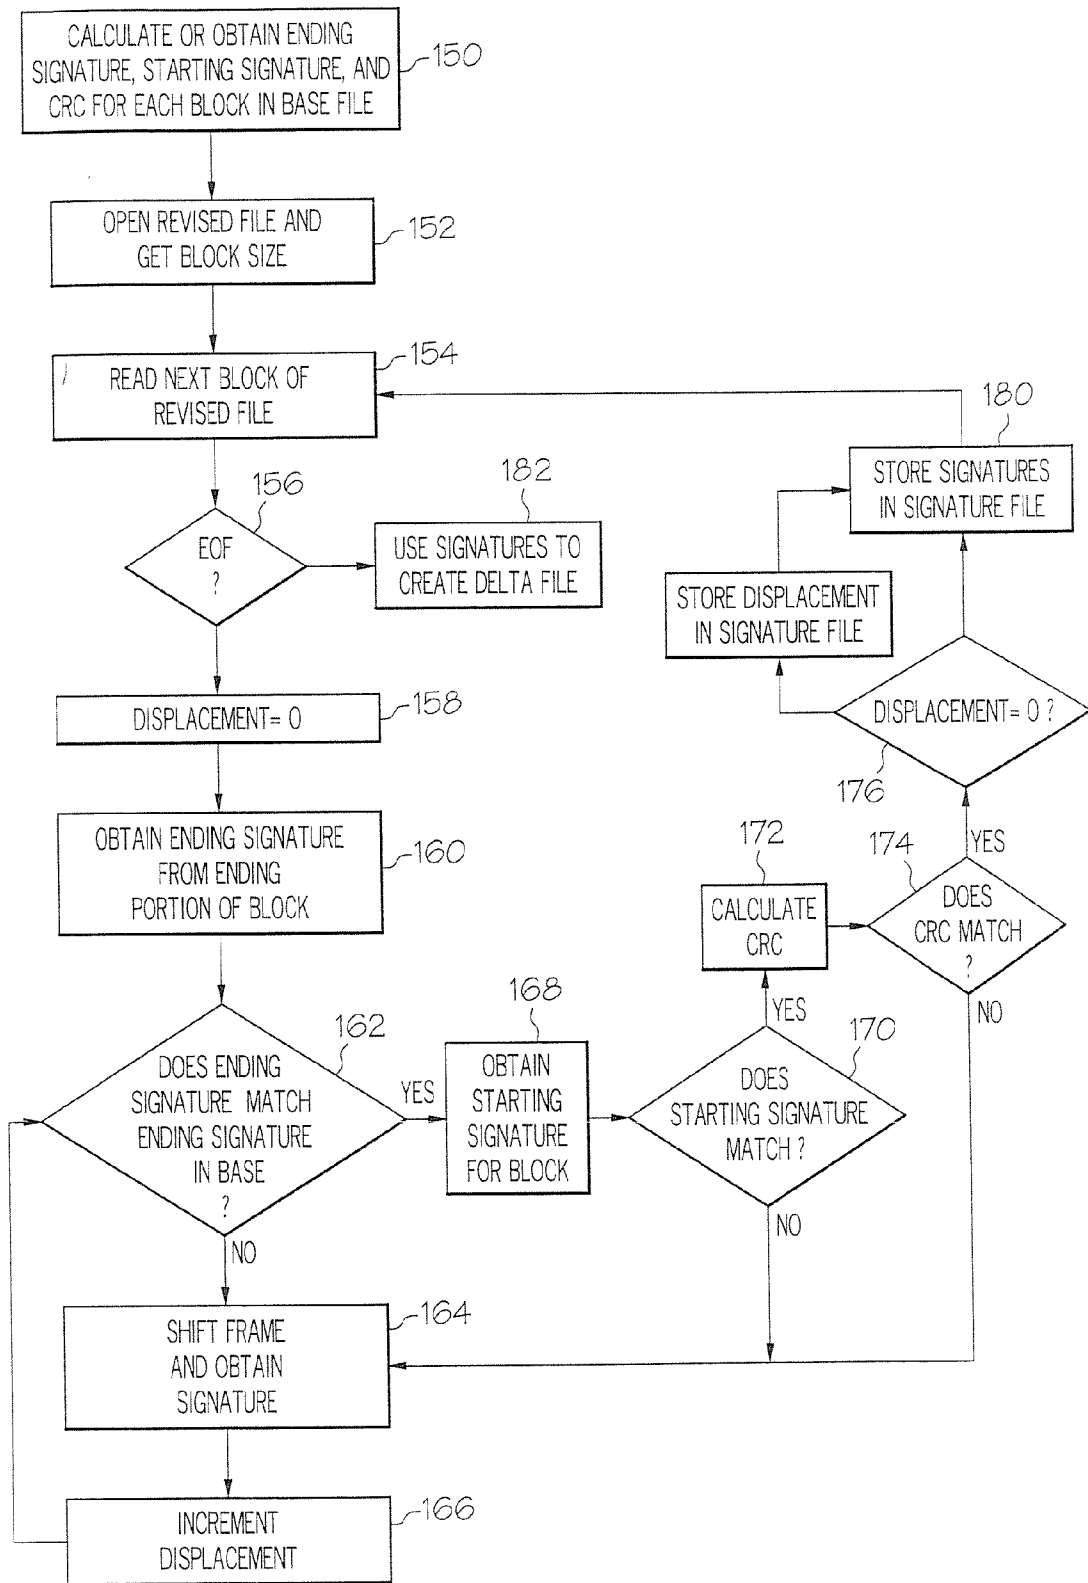 CALCULATE OR OBTAIN ENDING
SIGNATURE, STARTING SIGNATURE, AND
CRC FOR EACH BLOCK IN BASE FILE
150
OPEN REVISED FILE AND
GET BLOCK SIZE
152
READ NEXT BLOCK OF
REVISED FILE
154
180
STORE SIGNATURES
IN SIGNATURE FILE
156
EOF
?
182
USE SIGNATURES TO
CREATE DELTA FILE
STORE DISPLACEMENT
IN SIGNATURE FILE
DISPLACEMENT= 0
158
DISPLACEMENT= 0 ?
176
OBTAIN ENDING SIGNATURE
FROM ENDING
PORTION OF BLOCK
160
172
CALCULATE
CRC
174
YES
DOES
CRC MATCH
?
NO
162
DOES ENDING
SIGNATURE MATCH
ENDING SIGNATURE
IN BASE
?
YES
NO
168
OBTAIN
STARTING
SIGNATURE
FOR BLOCK
YES
170
DOES
STARTING SIGNATURE
MATCH ?
NO
SHIFT FRAME
AND OBTAIN
SIGNATURE
164
INCREMENT
DISPLACEMENT
166